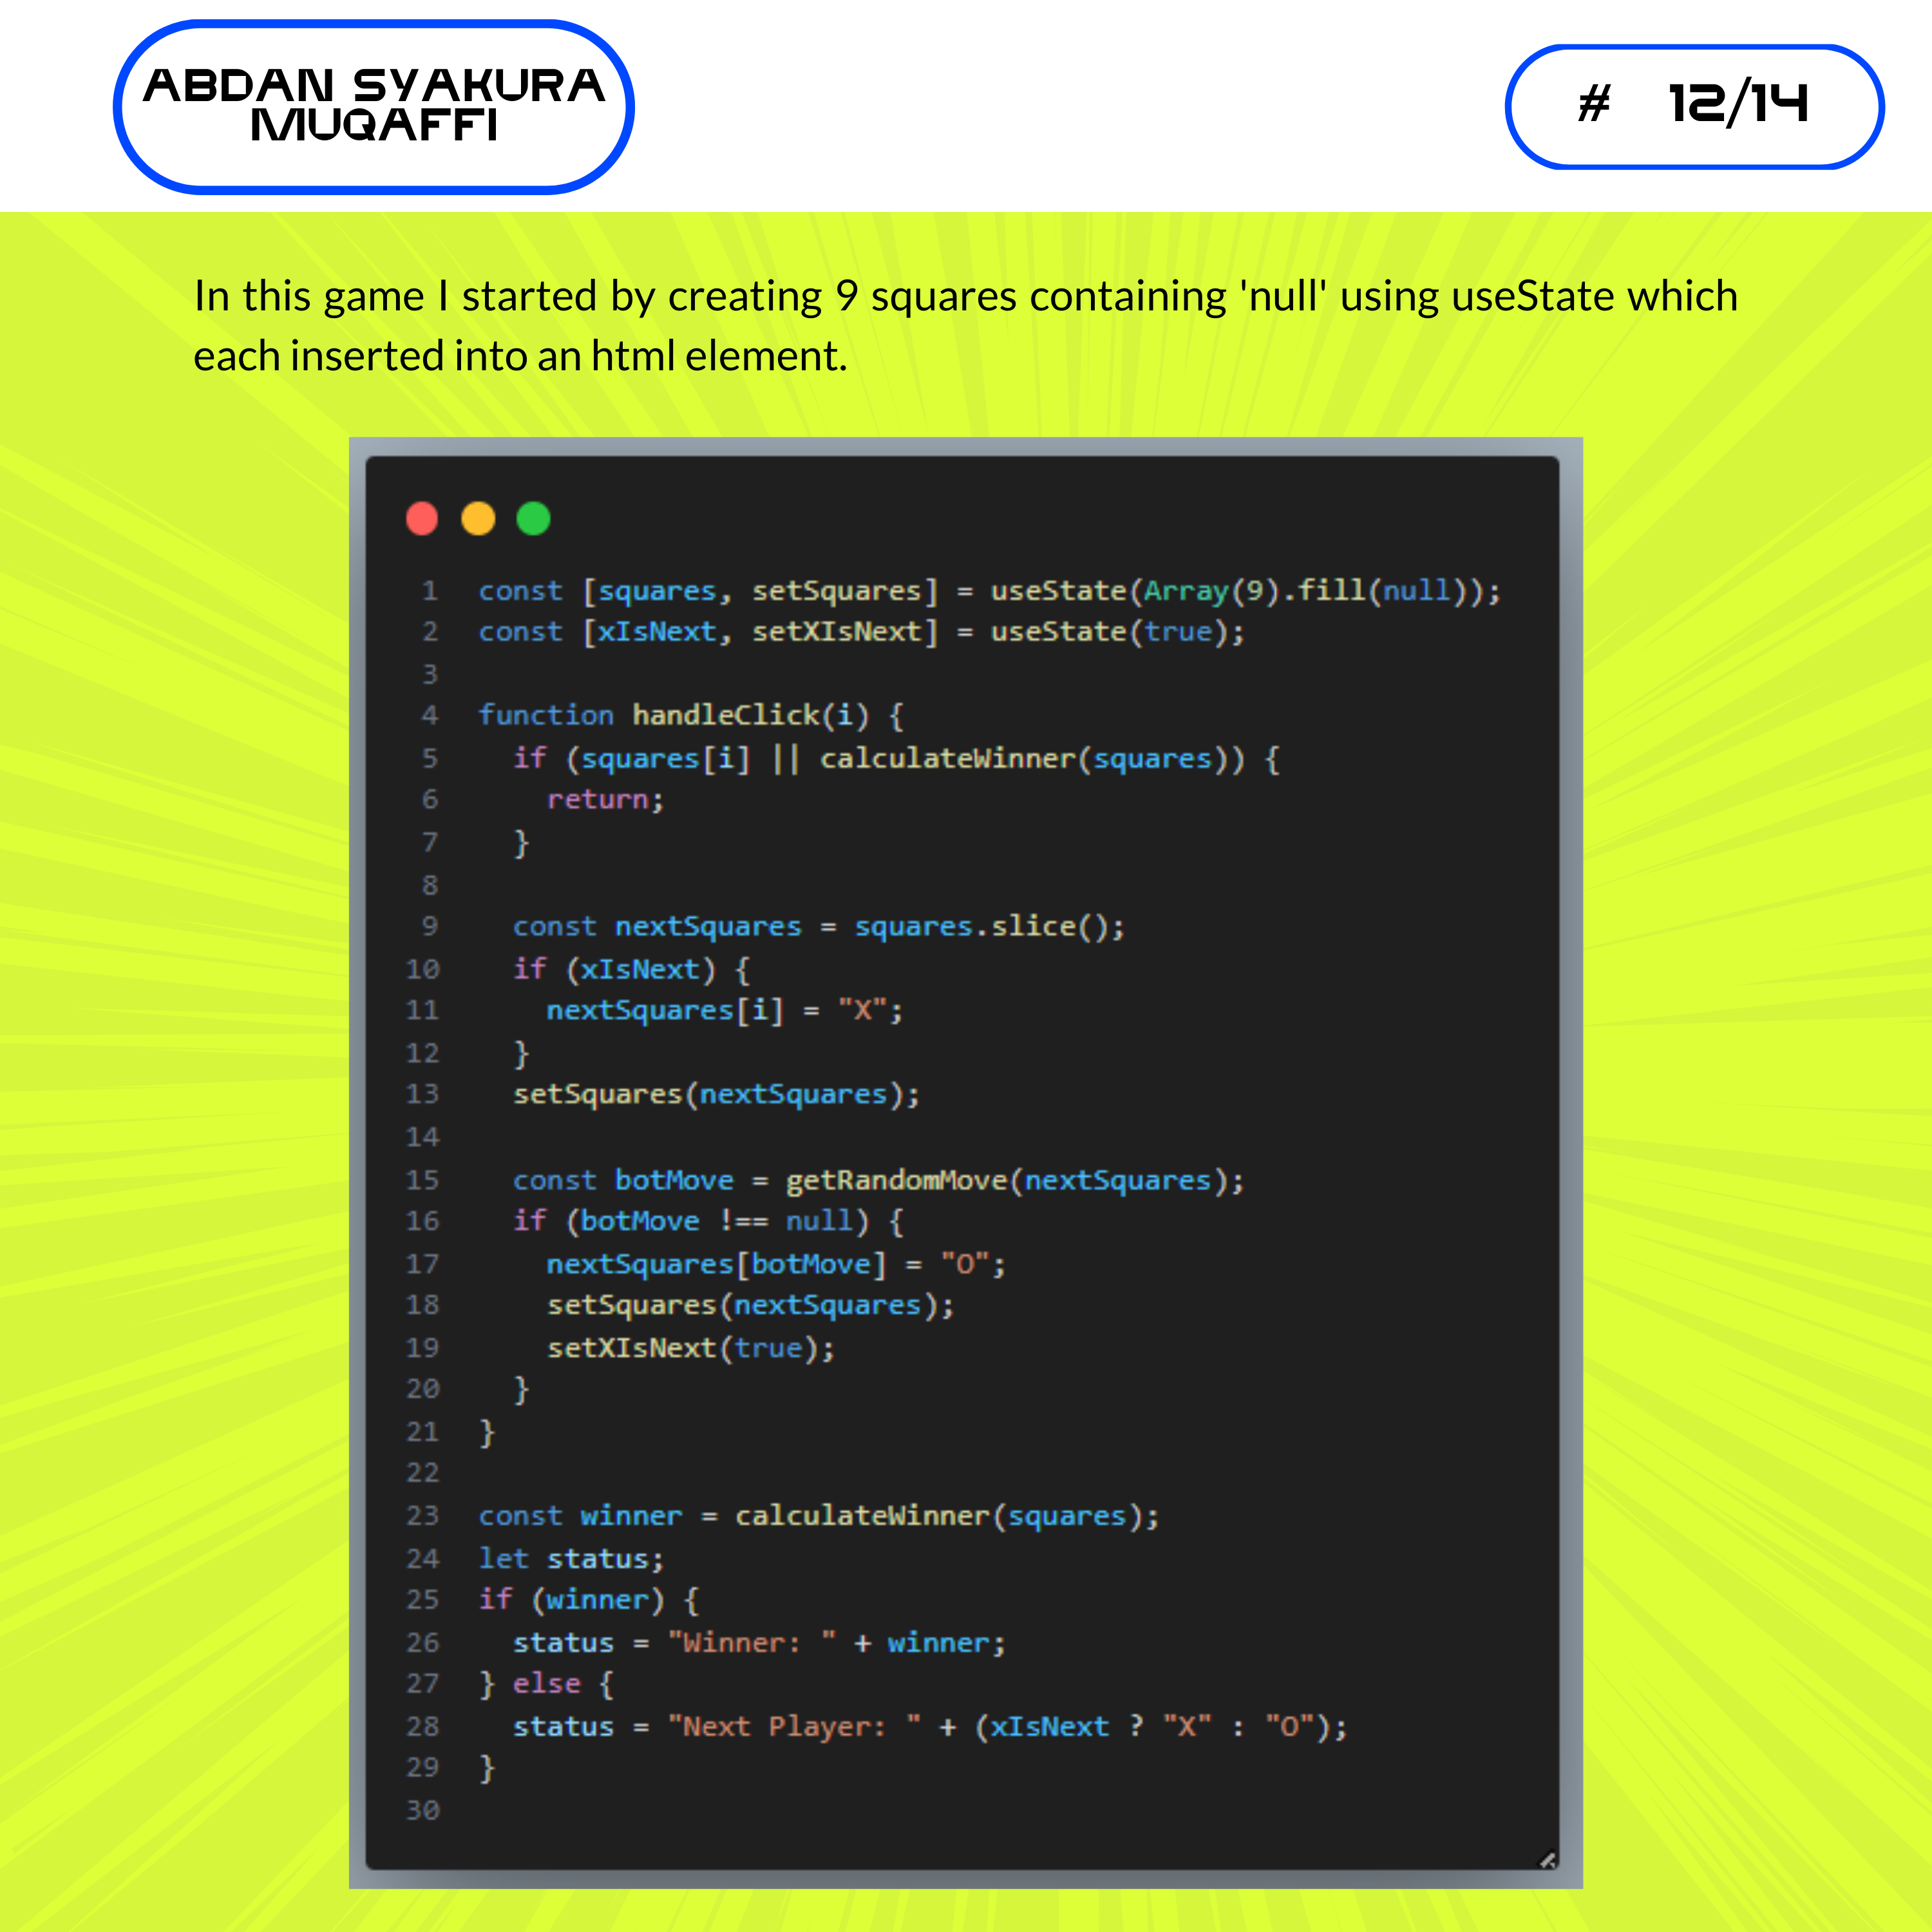 ABDAN SYAKURA
MUQAFFI
# 12/14
In this game I started by creating 9 squares containing 'null' using useState which
each inserted into an html element.
1 const [squares, setSquares] = useState(Array(9).fill(null));
2 const [xIsNext, setXIsNext] = useState(true);
3
4 function handleClick(i) {
5   if (squares[i] || calculateWinner(squares)) {
6     return;
7   }
8
9   const nextSquares = squares.slice();
10   if (xIsNext) {
11     nextSquares[i] = "X";
12   }
13   setSquares(nextSquares);
14
15   const botMove = getRandomMove(nextSquares);
16   if (botMove !== null) {
17     nextSquares[botMove] = "O";
18     setSquares(nextSquares);
19     setXIsNext(true);
20   }
21 }
22
23 const winner = calculateWinner(squares);
24 let status;
25 if (winner) {
26   status = "Winner: " + winner;
27 } else {
28   status = "Next Player: " + (xIsNext ? "X" : "O");
29 }
30